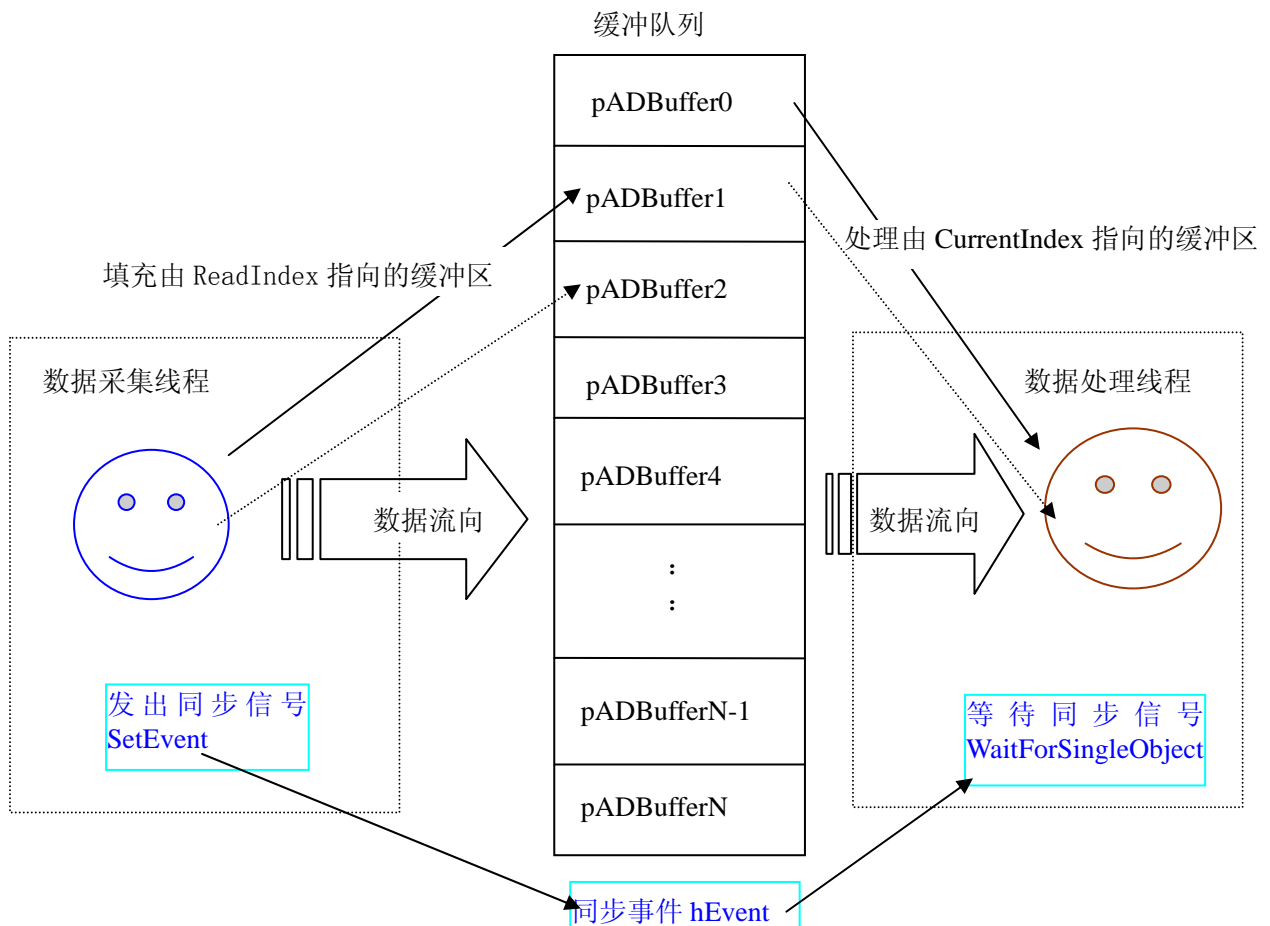 缓冲队列
pADBuffer0
pADBuffer1
处理由 CurrentIndex 指向的缓冲区
填充由 ReadIndex 指向的缓冲区
pADBuffer2
数据采集线程
pADBuffer3
数据处理线程
pADBuffer4
数据流向
数据流向
:
:
发出同步信号
SetEvent
pADBufferN-1
等待同步信号
WaitForSingleObject
pADBufferN
同步事件 hEvent